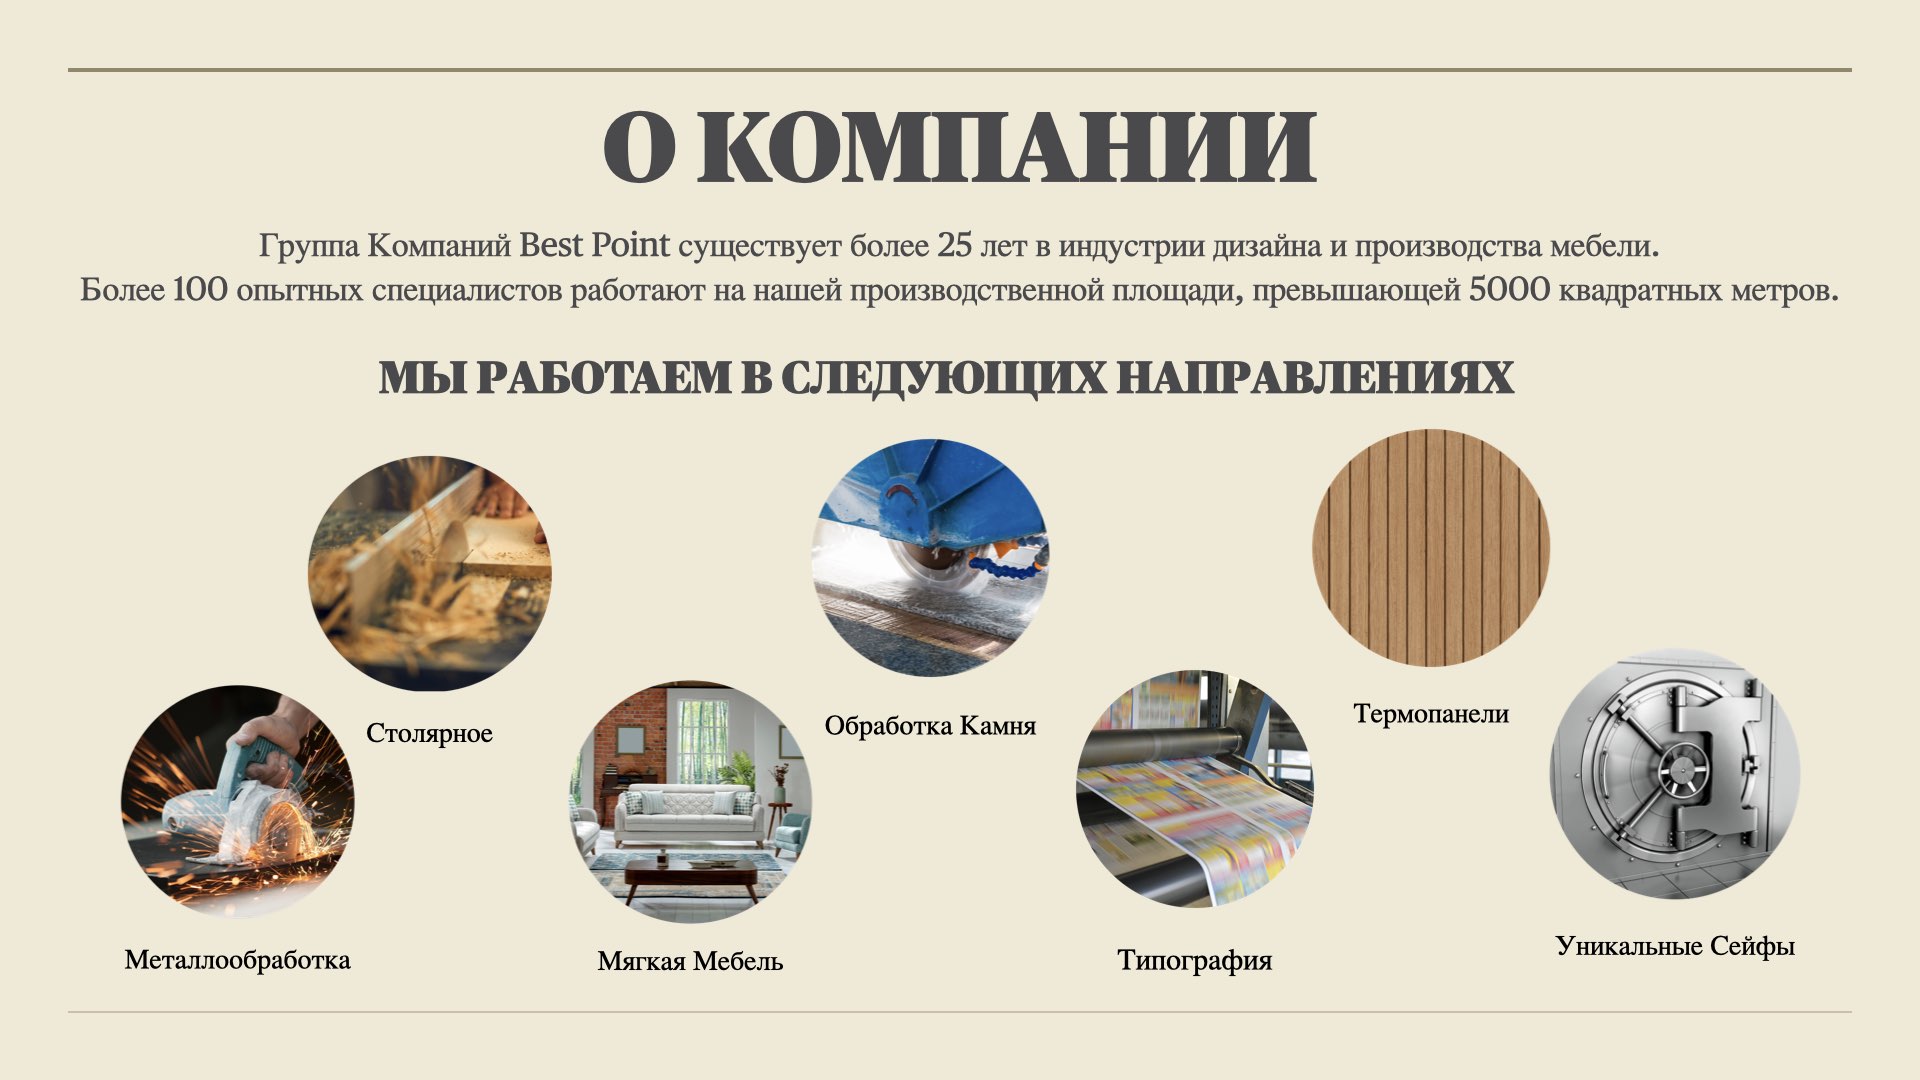 О КОМПАНИИ
Группа Компаний Best Point существует более 25 лет в индустрии дизайна и производства мебели.
Более 100 опытных специалистов работают на нашей производственной площади, превышающей 5000 квадратных метров.
МЫ РАБОТАЕМ В СЛЕДУЮЩИХ НАПРАВЛЕНИЯХ
Столярное
Обработка Камня
Термопанели
Металлообработка
Мягкая Мебель
Типография
Уникальные Сейфы